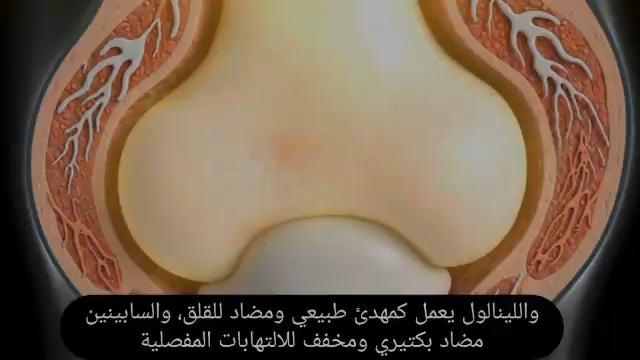 واللينالول يعمل كمهدئ طبيعي ومضاد للقلق، والسابينين
مضاد بكتيري ومخفف للالتهابات المفصلية